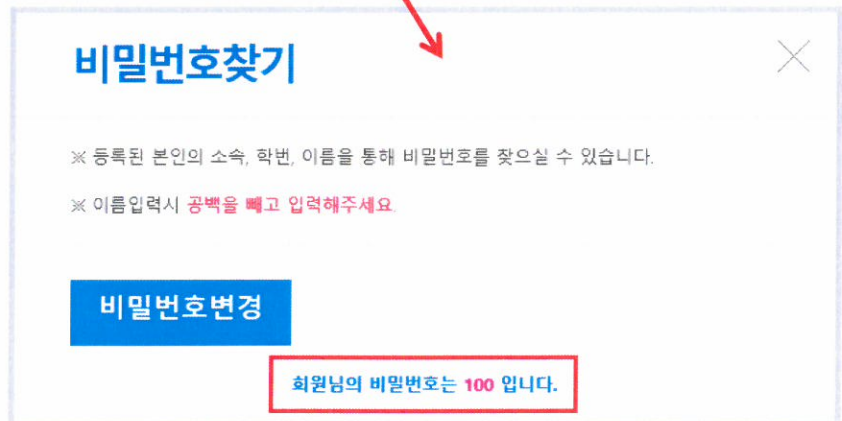 비밀번호찾기
※ 등록된 본인의 소속, 학번, 이름을 통해 비밀번호를 찾으실 수 있습니다.
※ 이름입력시 공백을 빼고 입력해주세요.
비밀번호변경
회원님의 비밀번호는 100 입니다.